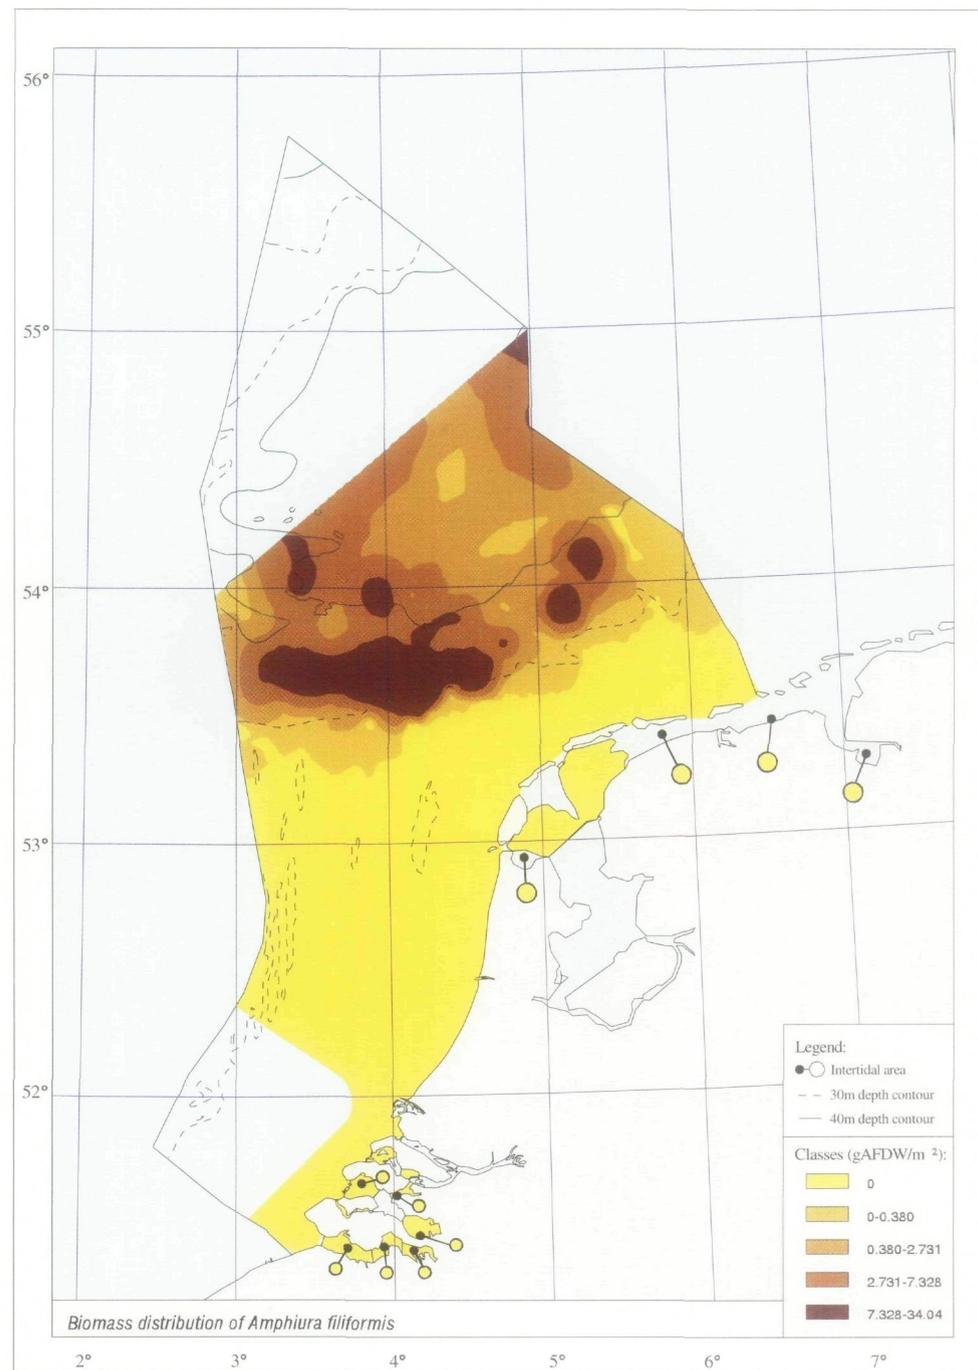 56°
55°
54°
53°
52°
Legend:
Intertidal area
30m depth contour
40m depth contour
Classes (gAFDW/m ²):
0
0-0.380
0.380-2.731
2.731-7.328
7.328-34.04
Biomass distribution of Amphiura filiformis
2° 3° 4° 5° 6° 7°